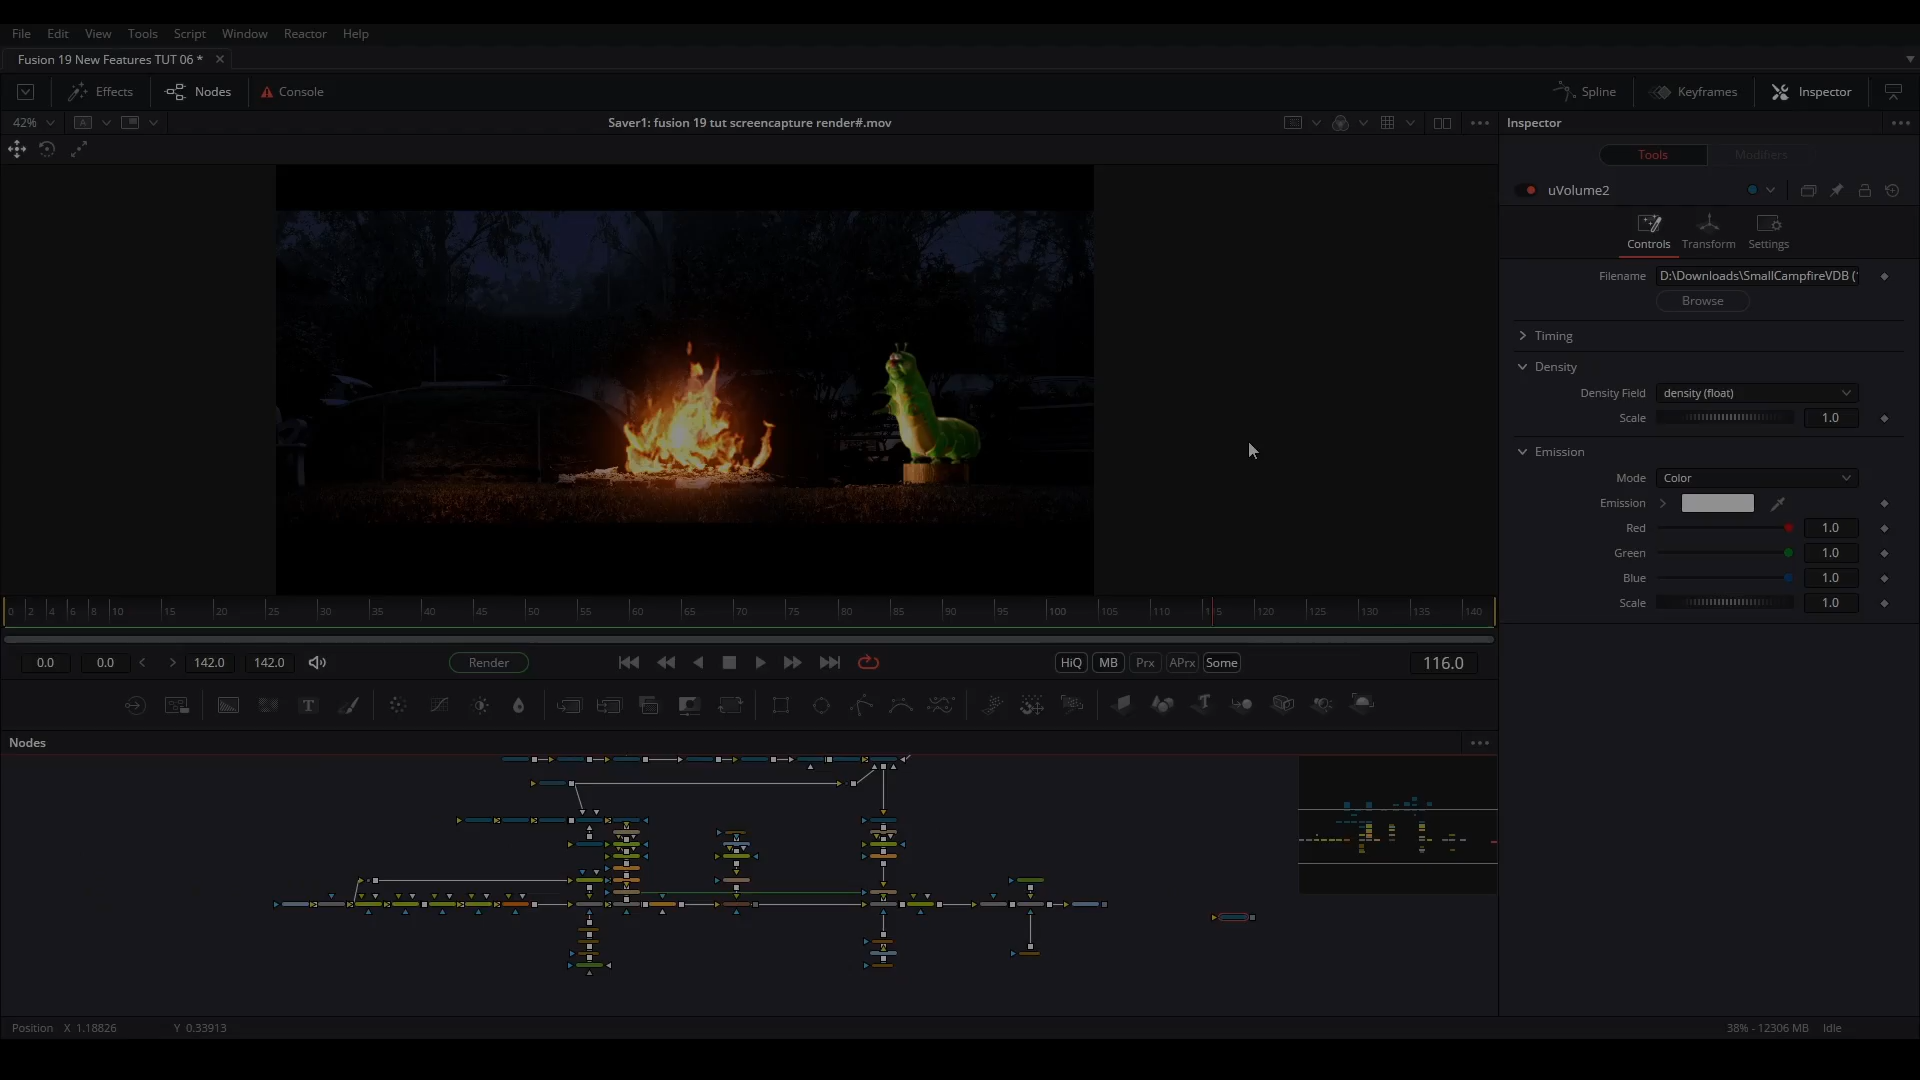 File Edit View Tools Script Window Reactor Help
Fusion 19 New Features TUT 06 *
Effects Nodes Console Spline Keyframes Inspector
42% A Saver1: fusion 19 tut screencapture render#.mov Inspector
Tools Modifiers
uVolume2
Controls Transform Settings
Filename D:\Downloads\SmallCampfireVDB (
Browse
Timing
Density
Density Field density (float)
Scale 1.0
Emission
Mode Color
Emission
Red 1.0
Green 1.0
Blue 1.0
Scale 1.0
0 2 4 6 8 10 15 20 25 30 35 40 45 50 55 60 65 70 75 80 85 90 95 100 105 110 115 120 125 130 135 140
0.0 0.0 142.0 142.0 Render HiQ MB Prx APrx Some 116.0
T T
Nodes
Position X 1.18826 Y 0.33913 38% - 12306 MB Idle